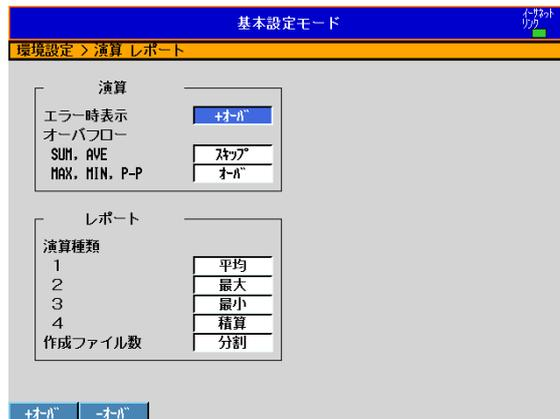 基本設定モード
ｲｰｻﾈｯﾄ
ﾘﾝｸ
環境設定 > 演算 レポート
演算
エラー時表示 +ｵｰﾊﾞ
オーバフロー
SUM, AVE ｽｷｯﾌﾟ
MAX, MIN, P-P ｵｰﾊﾞ
レポート
演算種類
1 平均
2 最大
3 最小
4 積算
作成ファイル数 分割
+ｵｰﾊﾞ -ｵｰﾊﾞ